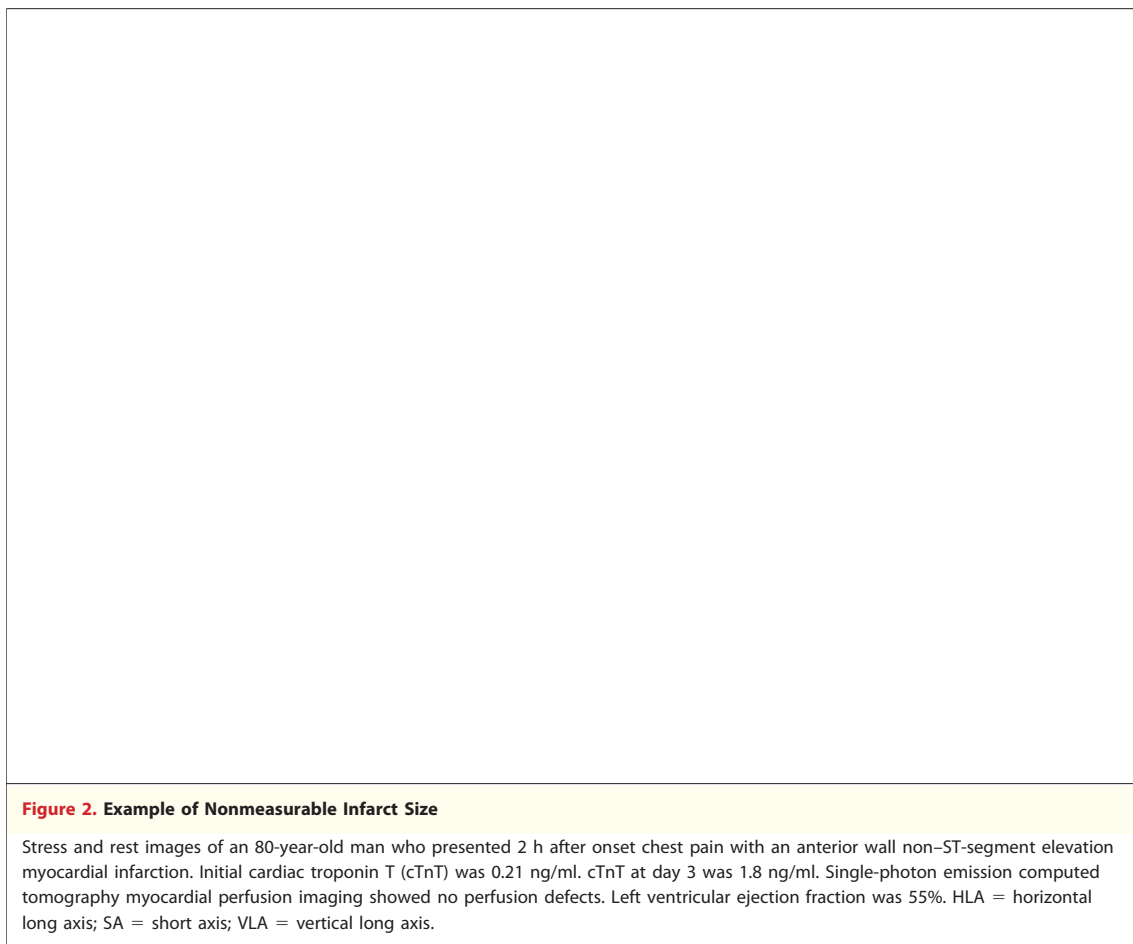 Figure 2. Example of Nonmeasurable Infarct Size
Stress and rest images of an 80-year-old man who presented 2 h after onset chest pain with an anterior wall non–ST-segment elevation
myocardial infarction. Initial cardiac troponin T (cTnT) was 0.21 ng/ml. cTnT at day 3 was 1.8 ng/ml. Single-photon emission computed
tomography myocardial perfusion imaging showed no perfusion defects. Left ventricular ejection fraction was 55%. HLA = horizontal
long axis; SA = short axis; VLA = vertical long axis.